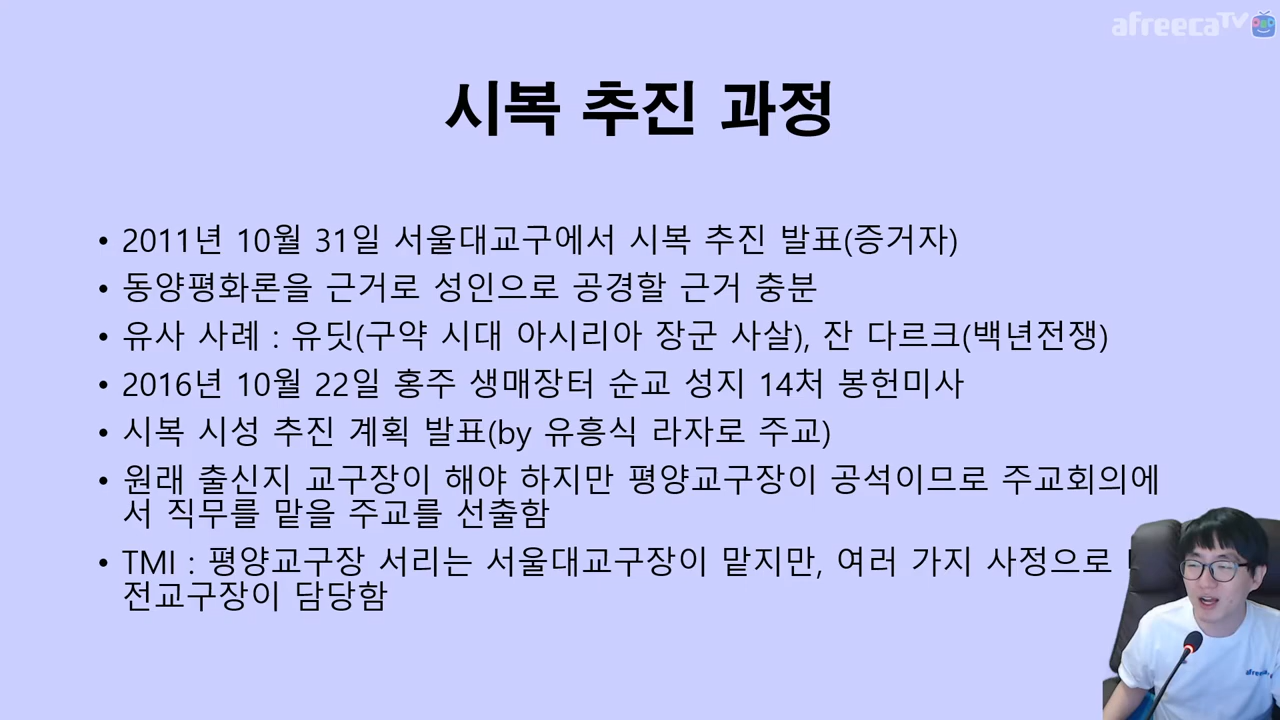 afreecaTV
시복 추진 과정
• 2011년 10월 31일 서울대교구에서 시복 추진 발표(증거자)
• 동양평화론을 근거로 성인으로 공경할 근거 충분
• 유사 사례 : 유딧(구약 시대 아시리아 장군 사살), 잔 다르크(백년전쟁)
• 2016년 10월 22일 홍주 생매장터 순교 성지 14처 봉헌미사
• 시복 시성 추진 계획 발표(by 유흥식 라자로 주교)
• 원래 출신지 교구장이 해야 하지만 평양교구장이 공석이므로 주교회의에
서 직무를 맡을 주교를 선출함
• TMI : 평양교구장 서리는 서울대교구장이 맡지만, 여러 가지 사정으로
전교구장이 담당함